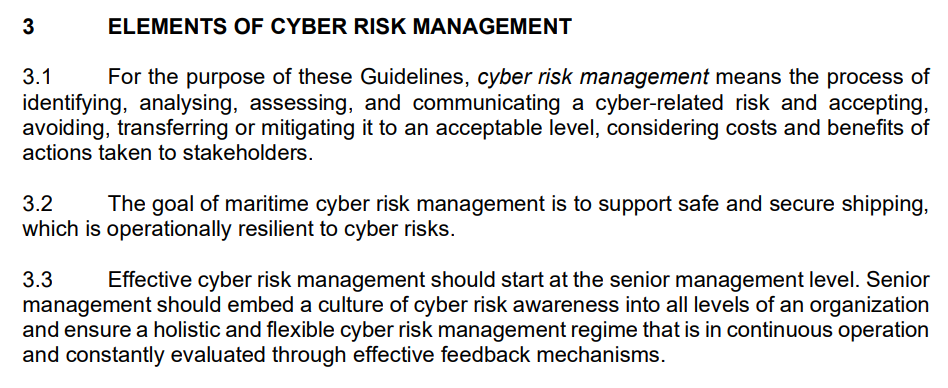 3 ELEMENTS OF CYBER RISK MANAGEMENT
3.1 For the purpose of these Guidelines, cyber risk management means the process of
identifying, analysing, assessing, and communicating a cyber-related risk and accepting,
avoiding, transferring or mitigating it to an acceptable level, considering costs and benefits of
actions taken to stakeholders.
3.2 The goal of maritime cyber risk management is to support safe and secure shipping,
which is operationally resilient to cyber risks.
3.3 Effective cyber risk management should start at the senior management level. Senior
management should embed a culture of cyber risk awareness into all levels of an organization
and ensure a holistic and flexible cyber risk management regime that is in continuous operation
and constantly evaluated through effective feedback mechanisms.